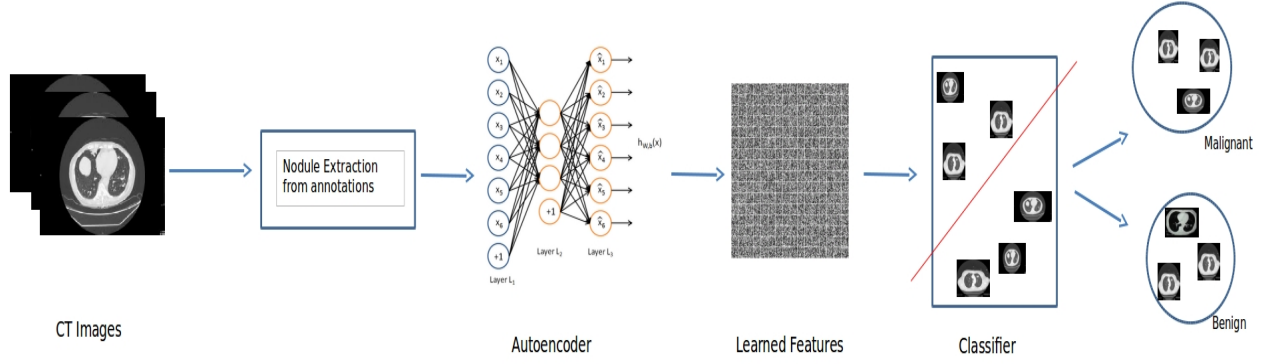 CT Images
Nodule Extraction
from annotations
x₁
x₂
x₃
x₄
x₅
x₆
+1
Layer L₁
+1
Layer L₂
x̂₁
x̂₂
x̂₃
x̂₄
x̂₅
x̂₆
Layer L₃
h_{W,b}(x)
Autoencoder
Learned Features
Classifier
Malignant
Benign